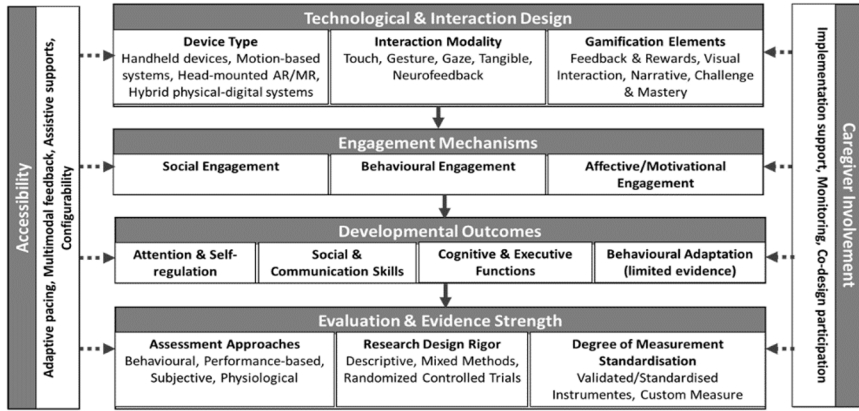 Technological & Interaction Design
Device Type
Handheld devices, Motion-based
systems, Head-mounted AR/MR,
Hybrid physical-digital systems
Interaction Modality
Touch, Gesture, Gaze, Tangible,
Neurofeedback
Gamification Elements
Feedback & Rewards, Visual
Interaction, Narrative, Challenge
& Mastery
Engagement Mechanisms
Social Engagement
Behavioural Engagement
Affective/Motivational
Engagement
Developmental Outcomes
Attention & Self-
regulation
Social &
Communication Skills
Cognitive & Executive
Functions
Behavioural Adaptation
(limited evidence)
Evaluation & Evidence Strength
Assessment Approaches
Behavioural, Performance-based,
Subjective, Physiological
Research Design Rigor
Descriptive, Mixed Methods,
Randomized Controlled Trials
Degree of Measurement
Standardisation
Validated/Standardised
Instrumentes, Custom Measure
Accessibility
Adaptive pacing, Multimodal feedback, Assistive supports,
Configurability
Caregiver Involvement
Implementation support, Monitoring, Co-design participation